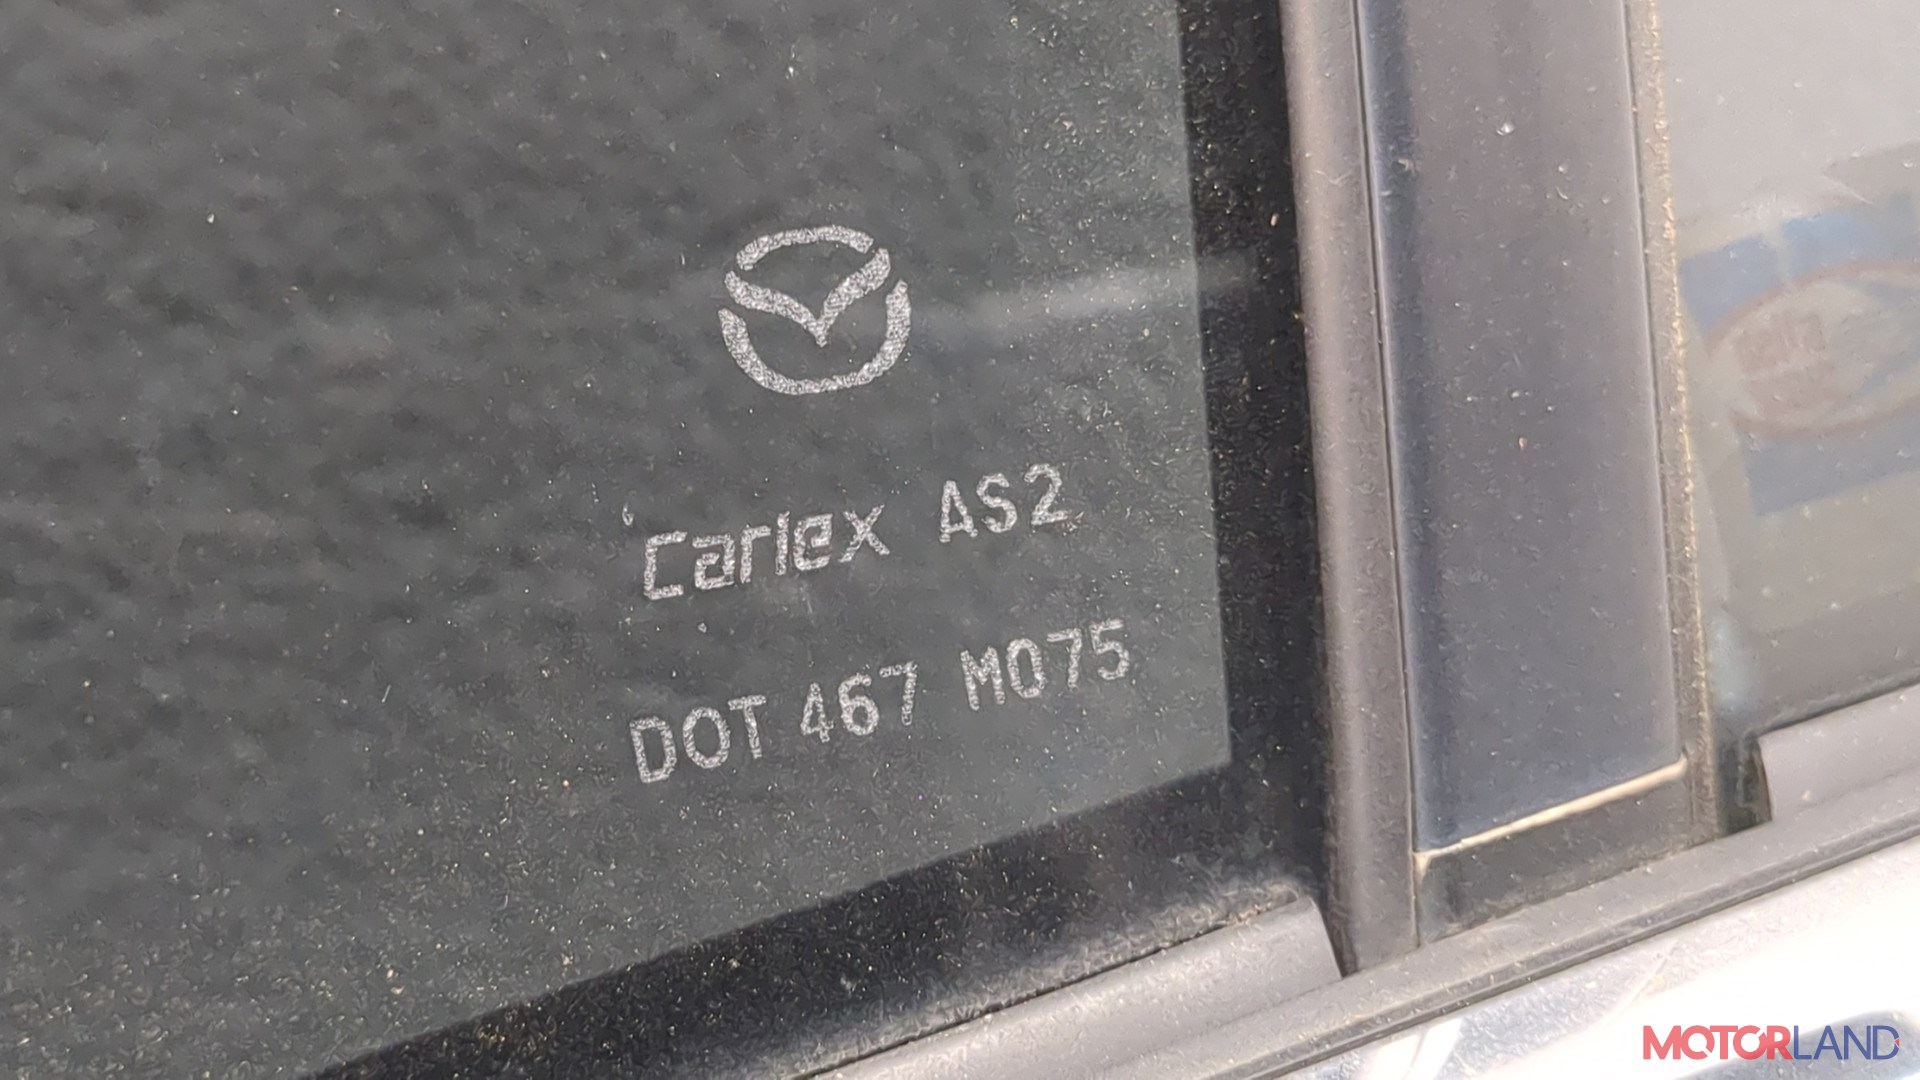 Carlex AS2
DOT 467 M075
MOTORLAND